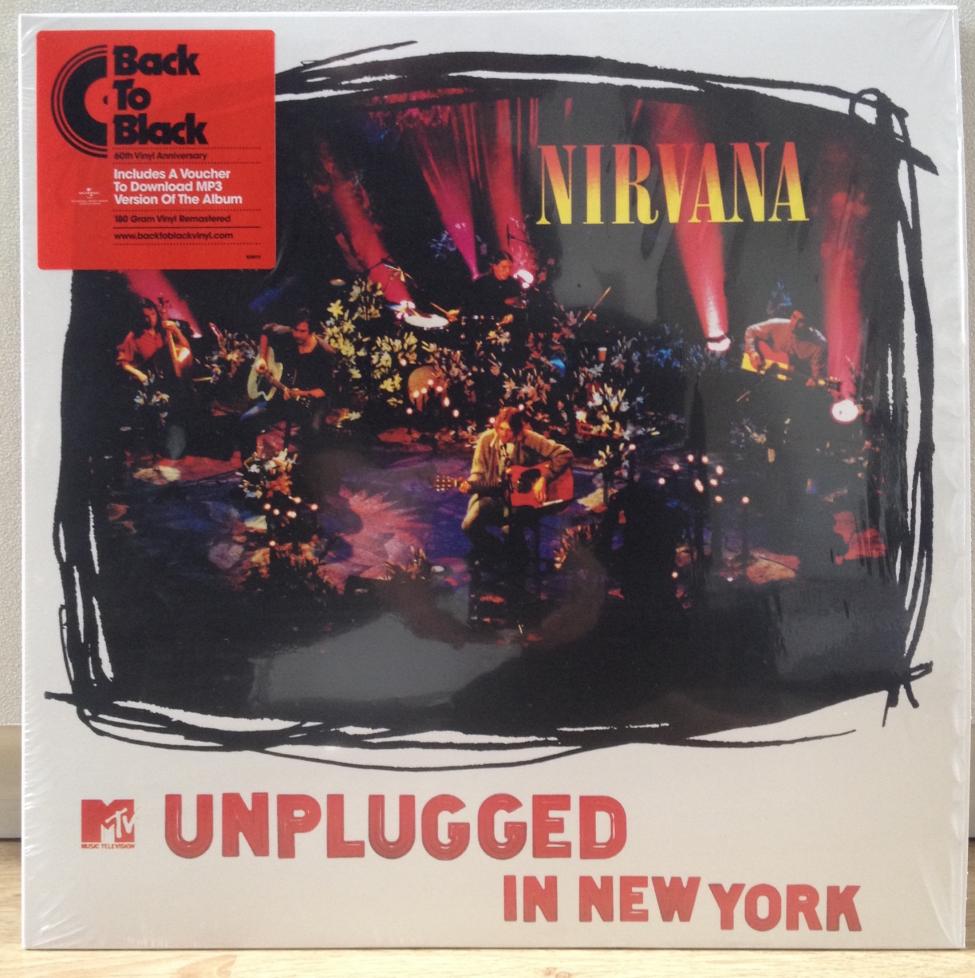 Back
To
Black
60th Vinyl Anniversary
Includes A Voucher
To Download MP3
Version Of The Album
180 Gram Vinyl Remastered
www.backtoblackvinyl.com
NIRVANA
MTV
MUSIC TELEVISION
UNPLUGGED
IN NEW YORK